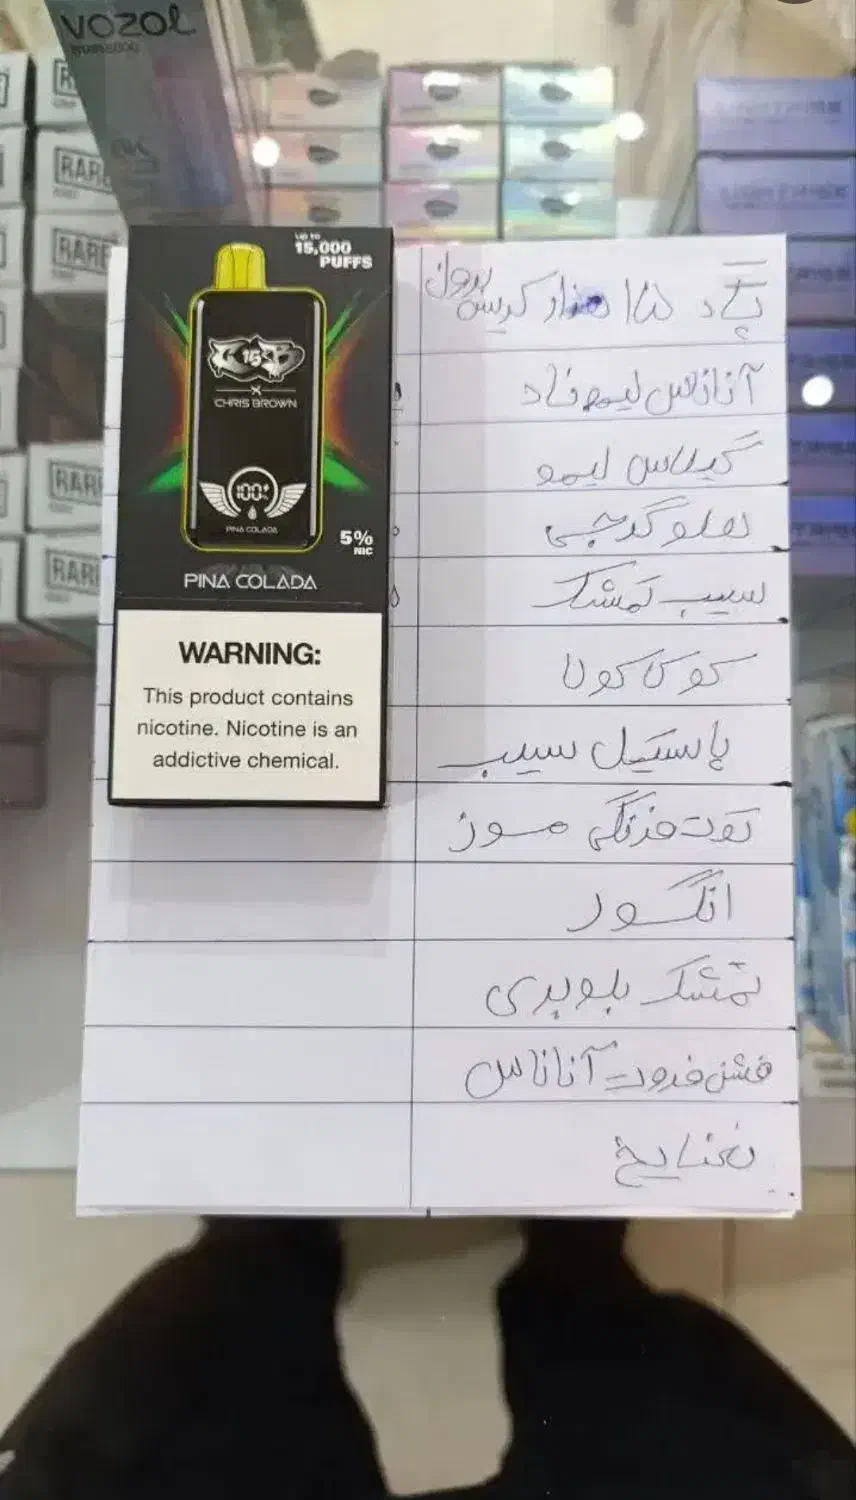 VOZOL
RARE
RARE
RARE
RARE
UP TO
15,000
PUFFS
CB15
X
CHRIS BROWN
100%
PINA COLADA
5%
NIC
PINA COLADA
WARNING:
This product contains
nicotine. Nicotine is an
addictive chemical.
پاد ۱۵ هزار کریس برون
آناناس لیموناد
گیلاس لیمو
هلو گرجی
سیب تمشک
کوکاکولا
پاستیل سیب
توت فرنگی موز
انگور
تمشک بلوبری
فشن فروت آناناس
نعنا یخ